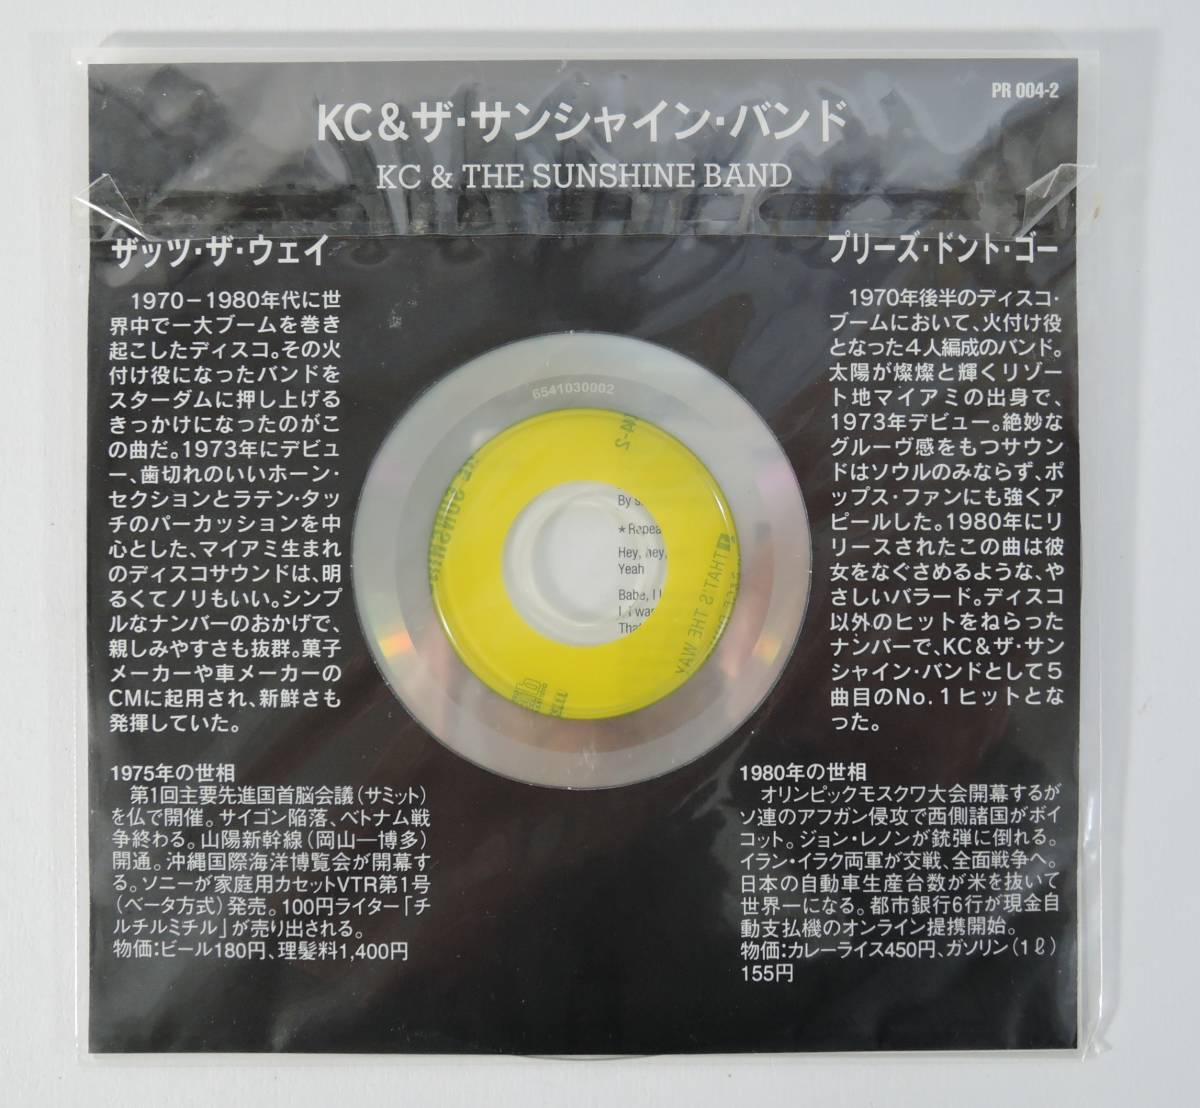 PR 004-2
KC&ザ・サンシャイン・バンド
KC & THE SUNSHINE BAND
ザッツ・ザ・ウェイ
1970－1980年代に世
界中で一大ブームを巻き
起こしたディスコ。その火
付け役になったバンドを
スターダムに押し上げる
きっかけになったのがこ
の曲だ。1973年にデビュ
ー、歯切れのいいホーン・
セクションとラテン・タッ
チのパーカッションを中
心とした、マイアミ生まれ
のディスコサウンドは、明
るくてノリもいい。シンプ
ルなナンバーのおかげで、
親しみやすさも抜群。菓子
メーカーや車メーカーの
CMに起用され、新鮮さも
発揮していた。
1975年の世相
第1回主要先進国首脳会議（サミット）
を仏で開催。サイゴン陥落、ベトナム戦
争終わる。山陽新幹線（岡山—博多）
開通。沖縄国際海洋博覧会が開幕す
る。ソニーが家庭用カセットVTR第1号
（ベータ方式）発売。100円ライター「チ
ルチルミチル」が売り出される。
物価：ビール180円、理髪料1,400円
プリーズ・ドント・ゴー
1970年後半のディスコ・
ブームにおいて、火付け役
となった4人編成のバンド。
太陽が燦燦と輝くリゾー
ト地マイアミの出身で、
1973年デビュー。絶妙な
グルーヴ感をもつサウン
ドはソウルのみならず、ポ
ップス・ファンにも強くア
ピールした。1980年にリ
リースされたこの曲は彼
女をなぐさめるような、や
さしいバラード。ディスコ
以外のヒットをねらった
ナンバーで、KC&ザ・サン
シャイン・バンドとして5
曲目のNo.1ヒットとな
った。
1980年の世相
オリンピックモスクワ大会開幕するが
ソ連のアフガン侵攻で西側諸国がボイ
コット。ジョン・レノンが銃弾に倒れる。
イラン・イラク両軍が交戦、全面戦争へ。
日本の自動車生産台数が米を抜いて
世界一になる。都市銀行6行が現金自
動支払機のオンライン提携開始。
物価：カレーライス450円、ガソリン（1ℓ）
155円
6541030002
By
★Repea
Hey, hey,
Yeah
Babe, I
I, I wa
THAT'S THE WAY